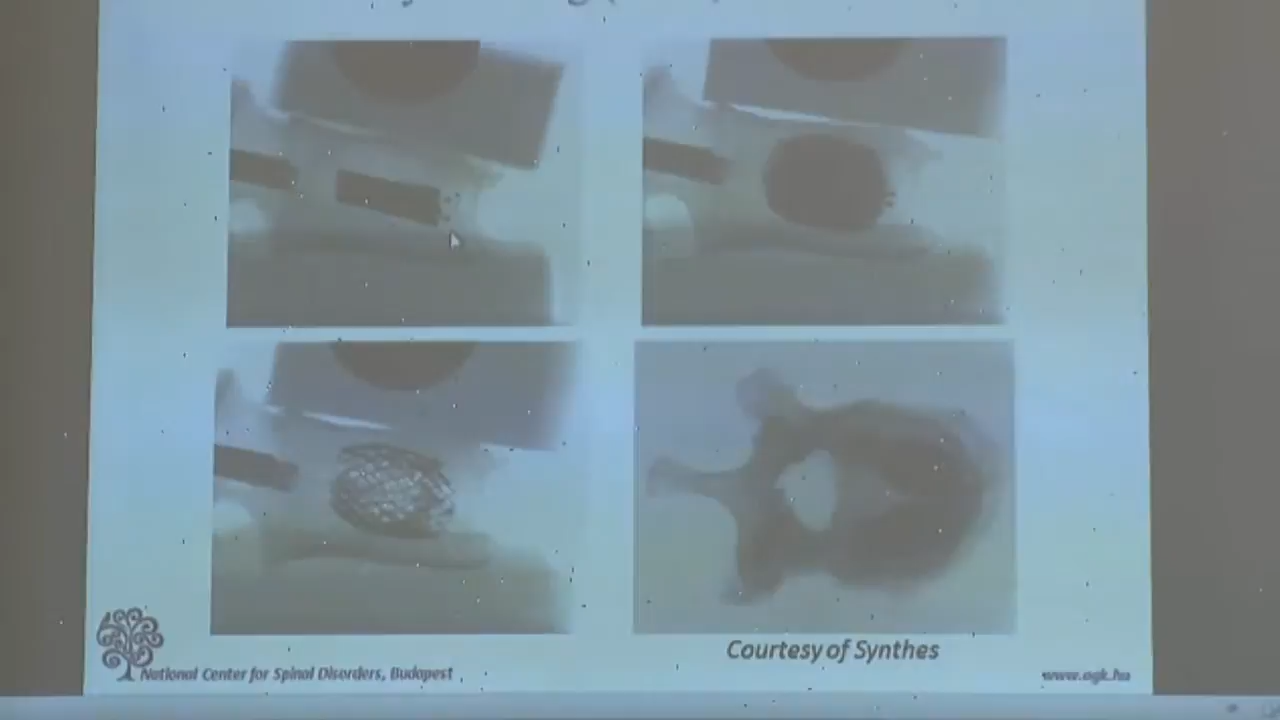 Courtesy of Synthes
National Center for Spinal Disorders, Budapest
www.ogk.hu